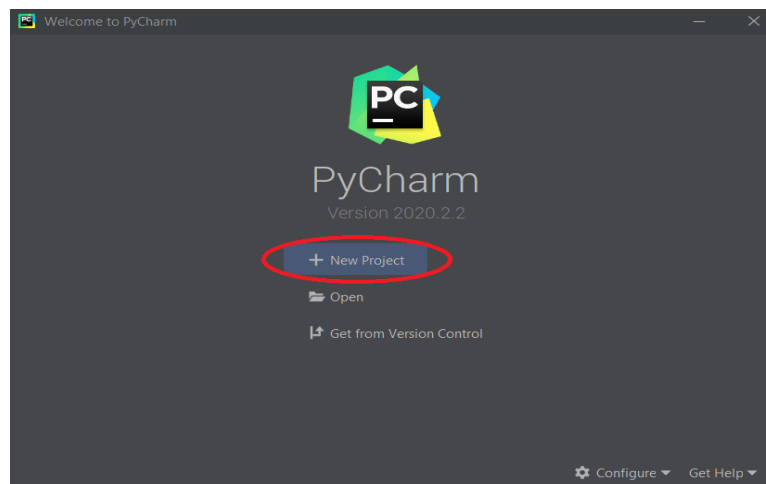 PC Welcome to PyCharm
PC
PyCharm
Version 2020.2.2
New Project
Open
Get from Version Control
Configure
Get Help